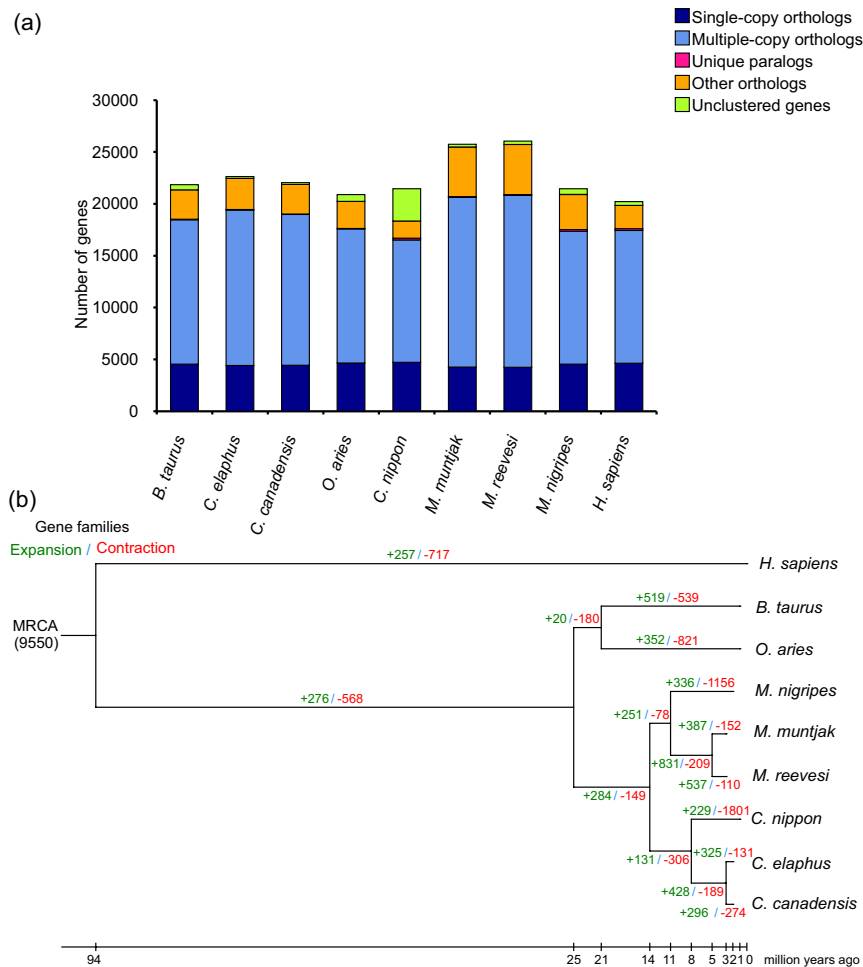 (a)
Single-copy orthologs
Multiple-copy orthologs
Unique paralogs
Other orthologs
Unclustered genes
Number of genes
30000
25000
20000
15000
10000
5000
0
B. taurus
C. elaphus
C. canadensis
O. aries
C. nippon
M. muntjak
M. reevesi
M. nigripes
H. sapiens
(b)
Gene families
Expansion / Contraction
+257/-717
H. sapiens
+519/ -539
B. taurus
+20/-180
MRCA
(9550)
+352/ -821
O. aries
+336/ -1156
M. nigripes
+276/ -568
+251/ -78
+387/ -152
M. muntjak
+831/-209
M. reevesi
+537/-110
+284/ -149
+229/-1801
C. nippon
+325/-131
C. elaphus
+131/ -306
+428/ -189
C. canadensis
+296 /-274
94 25 21 14 11 8 5 3 2 1 0 million years ago